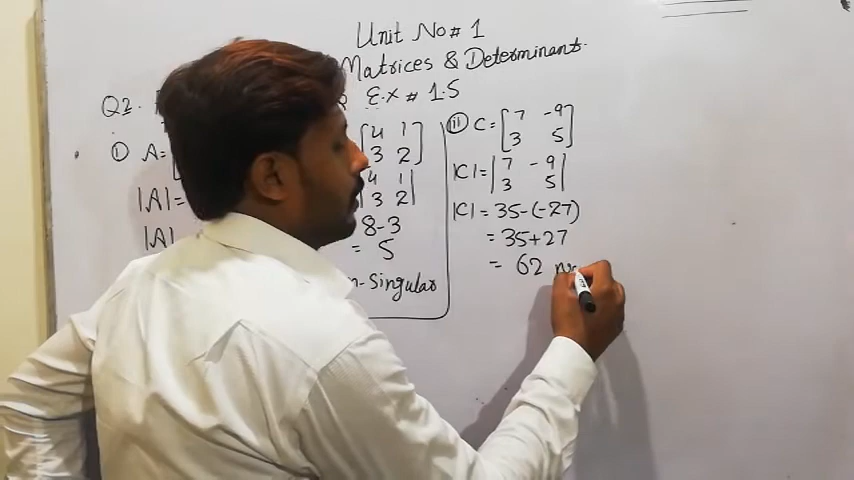 Unit No# 1
Matrices & Determinant.
Q2. Ex # 1.5
(i) A=
|A|=
|A|
[4 1
3 2]
4 1
3 2|
8-3
= 5
n-Singular
(iii) C=[7 -9
3 5]
|C|=|7 -9
3 5|
|C|= 35-(-27)
= 35+27
= 62